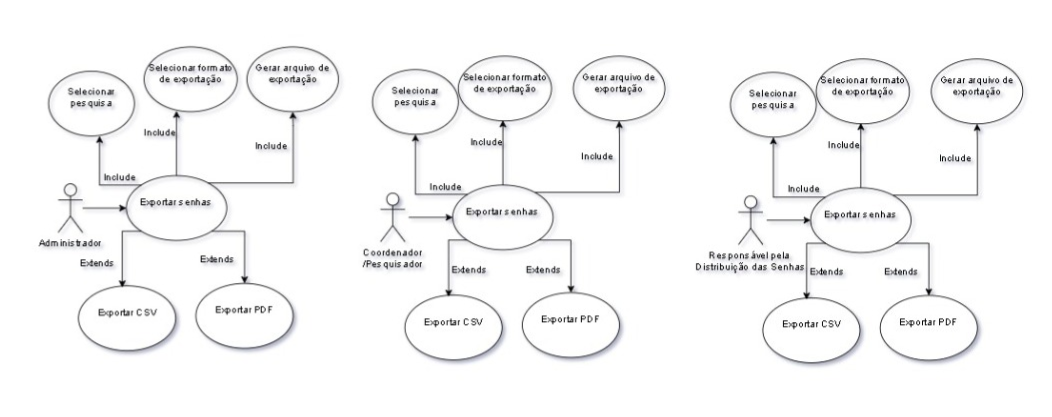 Selecionar
pesquisa
Selecionar formato
de exportação
Gerar arquivo de
exportação
Include
Include
Include
Exportar senhas
Administrador
Extends
Extends
Exportar CSV
Exportar PDF
Selecionar
pesquisa
Selecionar formato
de exportação
Gerar arquivo de
exportação
Include
Include
Include
Exportar senhas
Coordenador
/Pesquisador
Extends
Extends
Exportar CSV
Exportar PDF
Selecionar
pesquisa
Selecionar formato
de exportação
Gerar arquivo de
exportação
Include
Include
Include
Exportar senhas
Responsável pela
Distribuição das Senhas
Extends
Extends
Exportar CSV
Exportar PDF